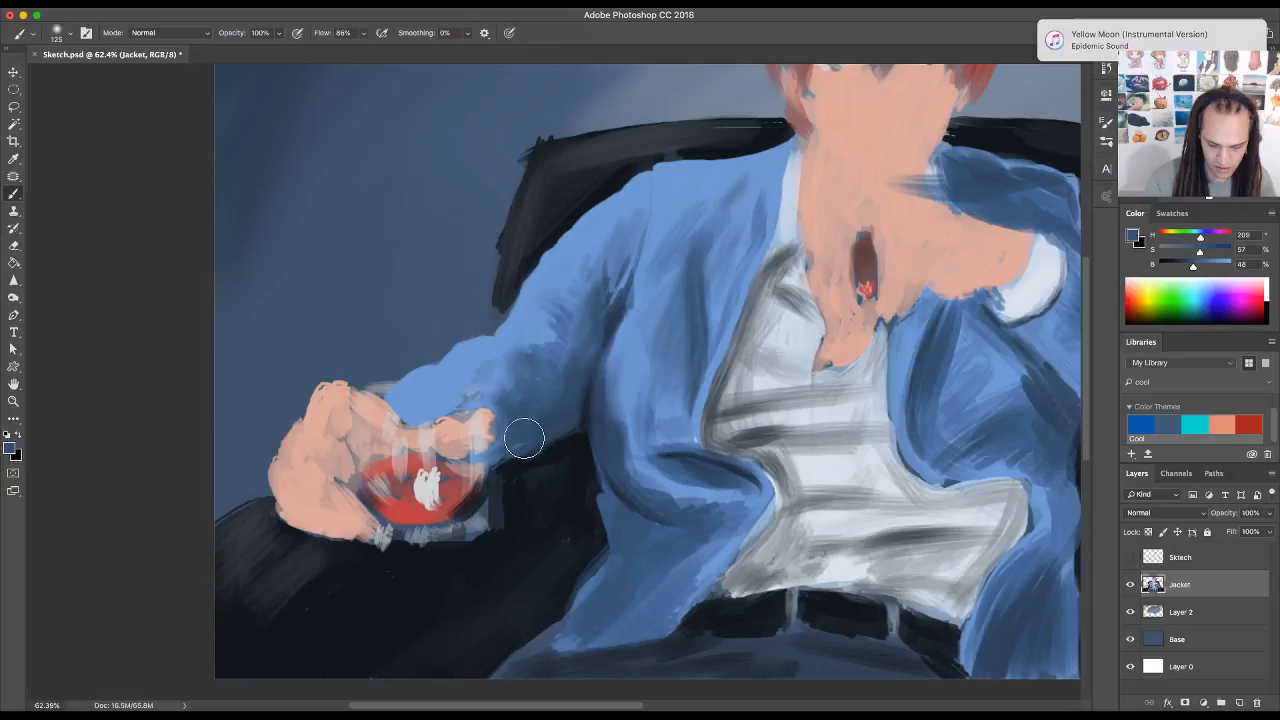 Adobe Photoshop CC 2018
Mode: Normal Opacity: 100% Flow: 86% Smoothing: 0%
125
Yellow Moon (Instrumental Version)
Epidemic Sound
Sketch.psd @ 62.4% (Jacket, RGB/8) *
Color Swatches
H 209 °
S 57 %
B 48 %
Libraries
My Library
cool
Color Themes
Cool
Layers Channels Paths
Kind
Normal Opacity: 100%
Lock: Fill: 100%
Sktech
Jacket
Layer 2
Base
Layer 0
62.39% Doc: 16.5M/65.8M